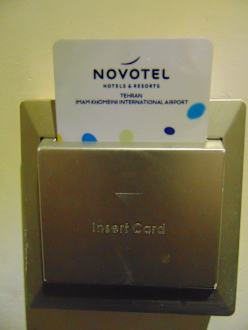 NOVOTEL
HOTELS & RESORTS
TEHRAN
IMAM KHOMEINI INTERNATIONAL AIRPORT
Insert Card